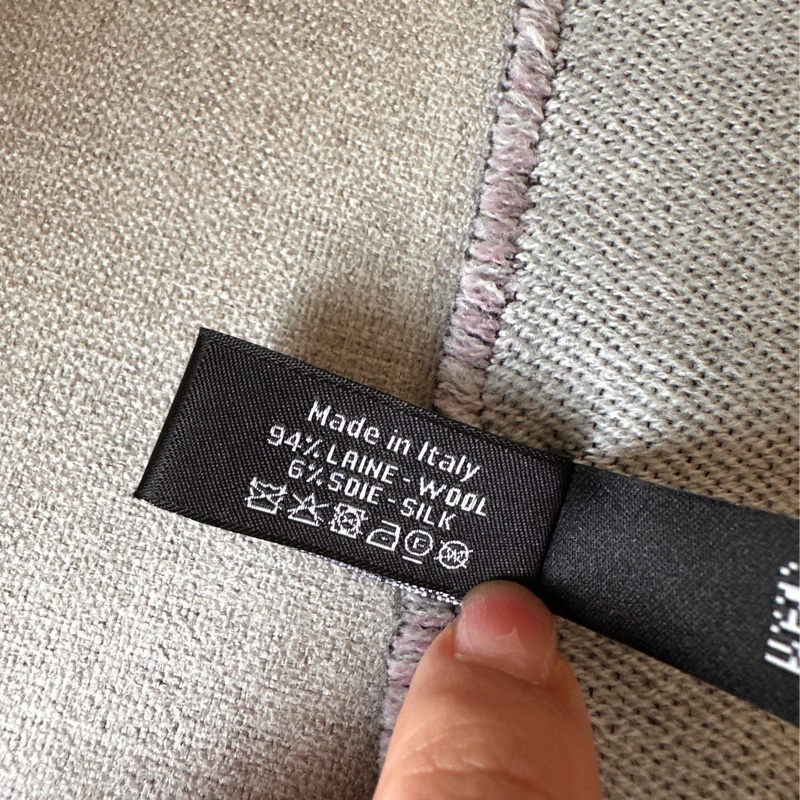 Made in Italy
94% LAINE - WOOL
6% SOIE - SILK